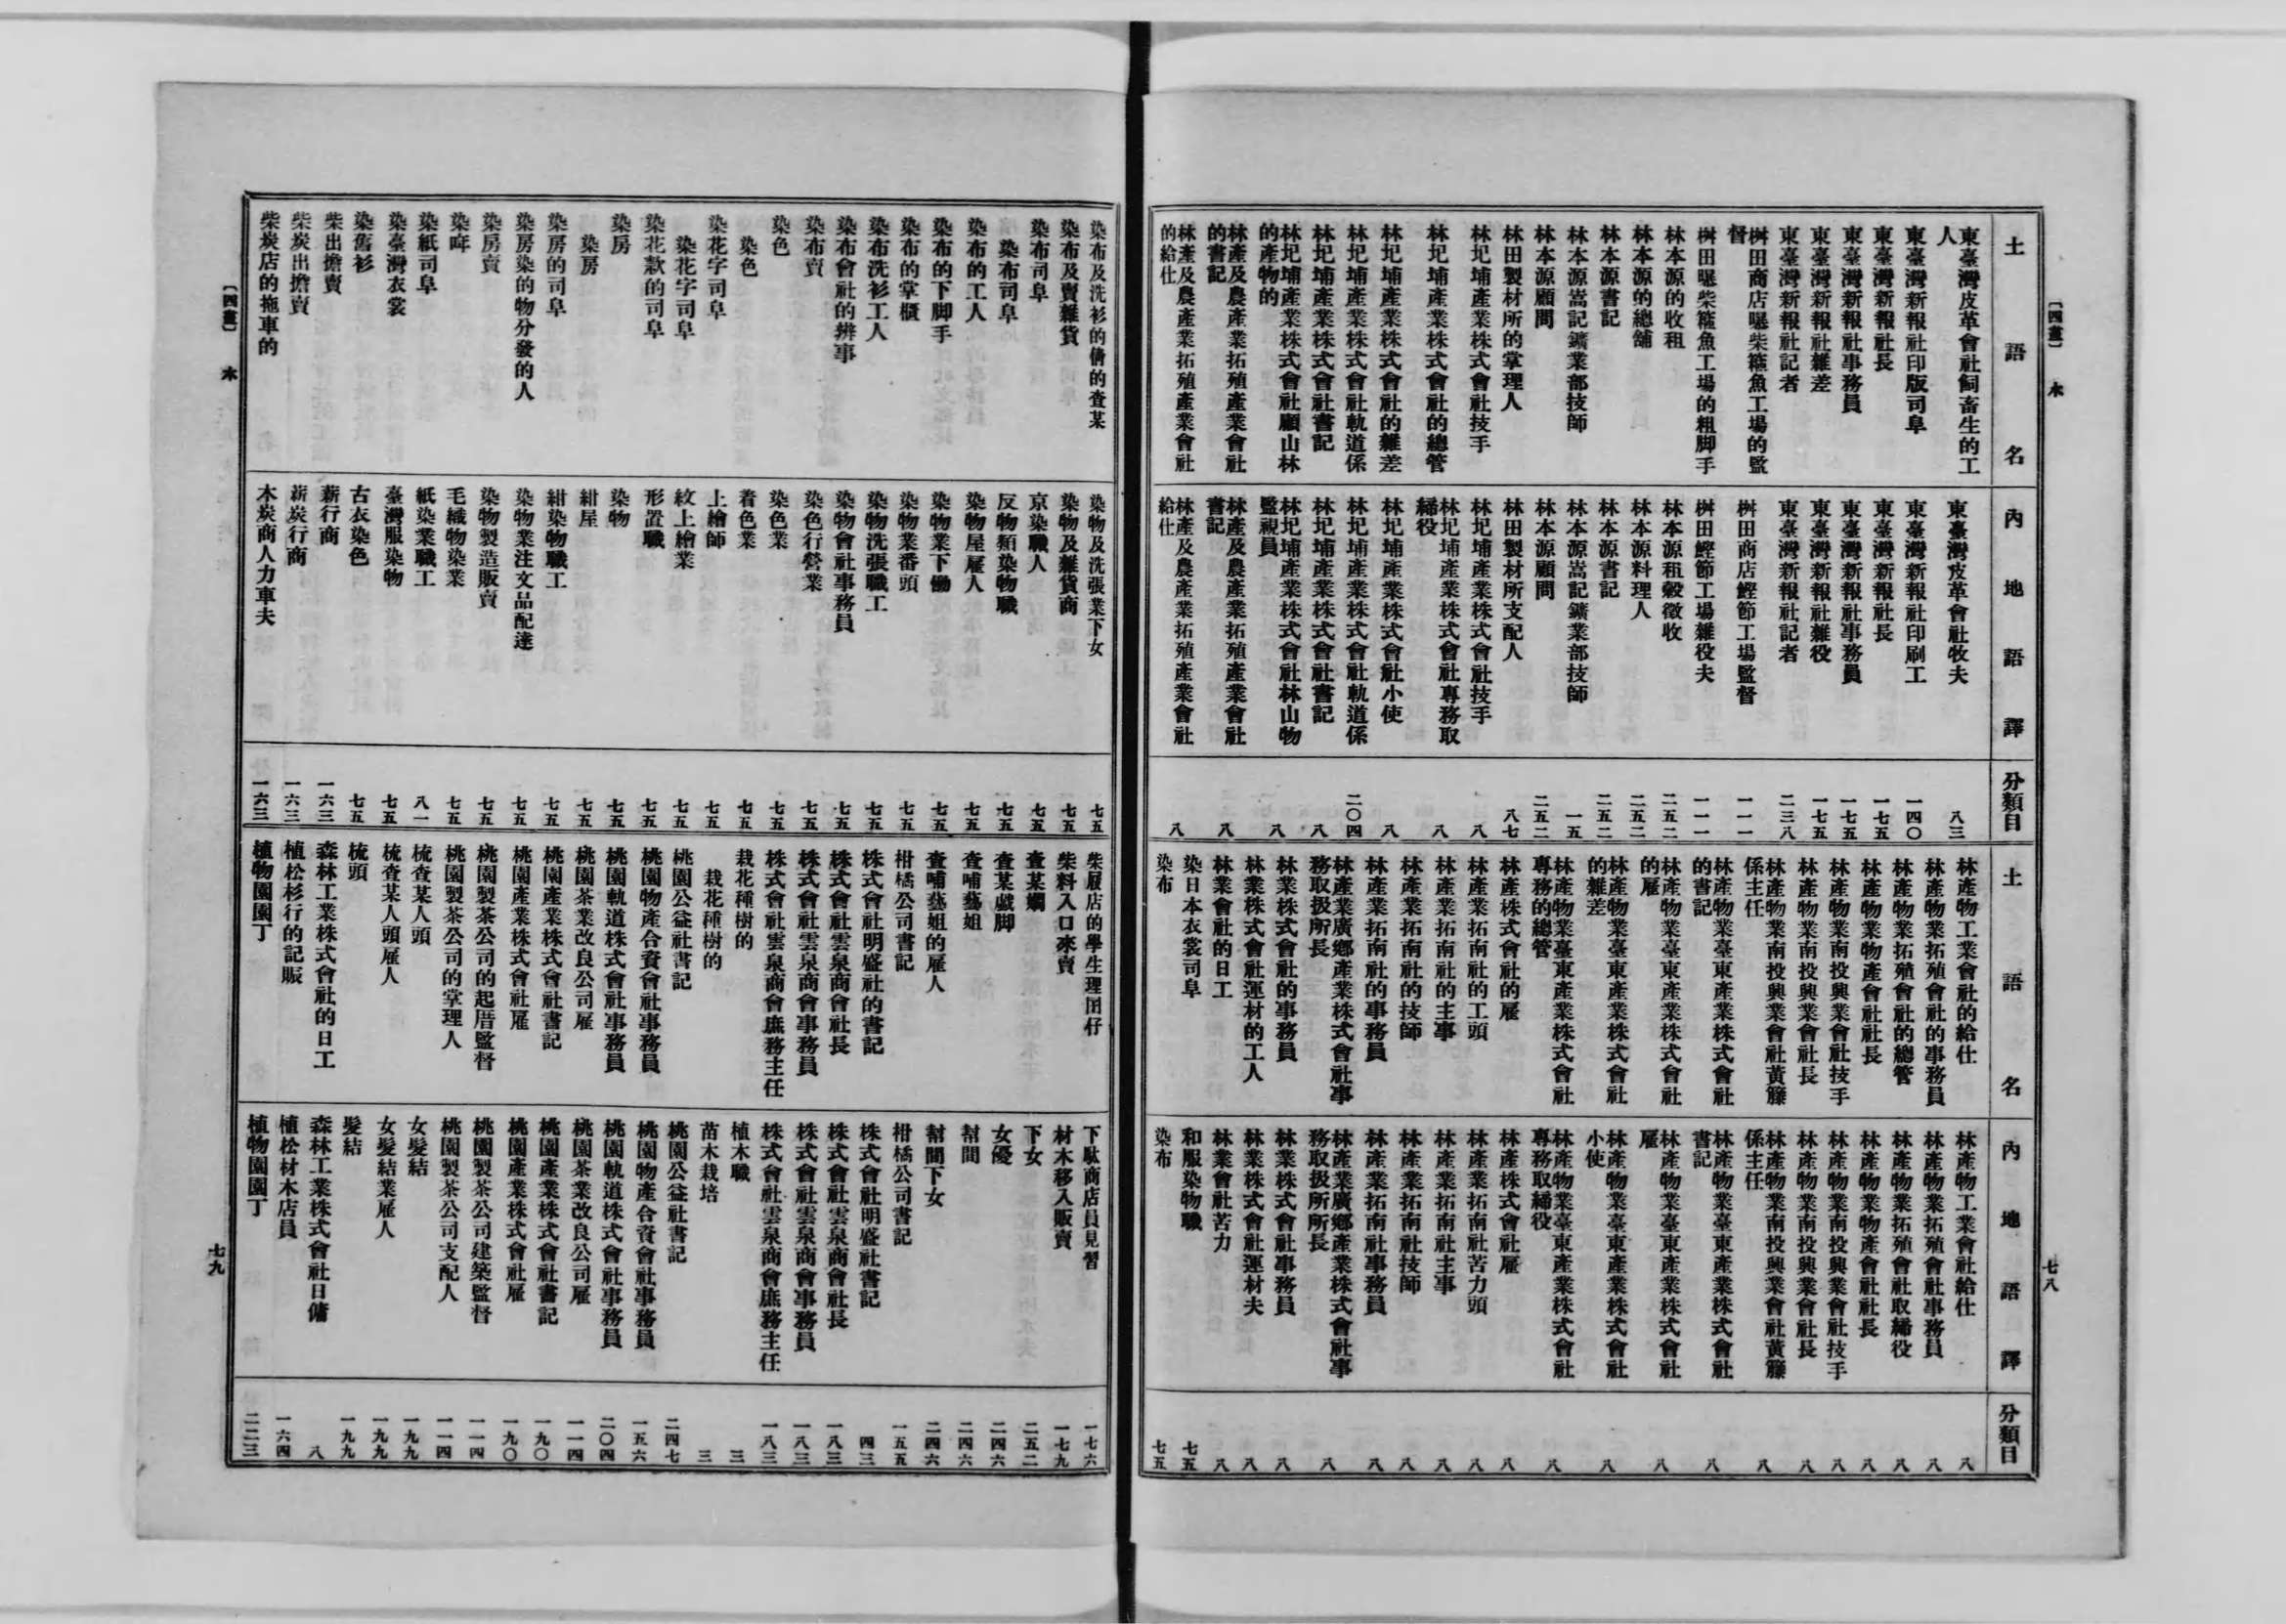 〔四畫〕 木
七八
土語名 內地語譯 分類目
東臺灣皮革會社飼畜生的工人 東臺灣皮革會社牧夫 八三
東臺灣新報社印版司阜 東臺灣新報社印刷工 一四〇
東臺灣新報社長 東臺灣新報社長 一七五
東臺灣新報社事務員 東臺灣新報社事務員 一七五
東臺灣新報社雜差 東臺灣新報社雜役 一七五
東臺灣新報社記者 東臺灣新報社記者 二三八
桝田商店曝柴箍魚工場的監督 桝田商店鰹節工場監督 一一一
桝田曝柴箍魚工場的粗脚手 桝田鰹節工場雜役夫 一一一
林本源的收租 林本源租穀徵收 二五二
林本源的總舖 林本源料理人 二五二
林本源書記 林本源書記 二五二
林本源嵩記鑛業部技師 林本源嵩記鑛業部技師 一五
林本源顧問 林本源顧問 二五二
林田製材所的掌理人 林田製材所支配人 八七
林圯埔產業株式會社技手 林圯埔產業株式會社技手 八
林圯埔產業株式會社的總管 林圯埔產業株式會社專務取締役 八
林圯埔產業株式會社的雜差 林圯埔產業株式會社小使 八
林圯埔產業株式會社軌道係 林圯埔產業株式會社軌道係 二〇四
林圯埔產業株式會社書記 林圯埔產業株式會社書記 八
林圯埔產業株式會社顧山林的產物的 林圯埔產業株式會社林山物監視員 八
林產及農產業拓殖產業會社的書記 林產及農產業拓殖產業會社書記 八
林產及農產業拓殖產業會社的給仕 林產及農產業拓殖產業會社給仕 八
土語名 內地語譯 分類目
林產物工業會社的給仕 林產物工業會社給仕 八
林產物業拓殖會社的事務員 林產物業拓殖會社事務員 八
林產物業拓殖會社的總管 林產物業拓殖會社取締役 八
林產物業物產會社社長 林產物業物產會社社長 八
林產物業南投興業會社技手 林產物業南投興業會社技手 八
林產物業南投興業會社長 林產物業南投興業會社長 八
林產物業南投興業會社黃籐係主任 林產物業南投興業會社黃籐係主任 八
林產物業臺東產業株式會社的書記 林產物業臺東產業株式會社書記 八
林產物業臺東產業株式會社的雇 林產物業臺東產業株式會社雇 八
林產物業臺東產業株式會社的雜差 林產物業臺東產業株式會社小使 八
林產物業臺東產業株式會社專務的總管 林產物業臺東產業株式會社專務取締役 八
林產株式會社的雇 林產株式會社雇 八
林產業拓南社的工頭 林產業拓南社苦力頭 八
林產業拓南社的主事 林產業拓南社主事 八
林產業拓南社的技師 林產業拓南社技師 八
林產業拓南社的事務員 林產業拓南社事務員 八
林產業廣鄉產業株式會社事務取扱所長 林產業廣鄉產業株式會社事務取扱所所長 八
林業株式會社的事務員 林業株式會社事務員 八
林業株式會社運材的工人 林業株式會社運材夫 八
林業會社的日工 林業會社苦力 八
染日本衣裳司阜 和服染物職 七五
染布 染布 七五
染布及洗衫的倩的査某 染物及洗張業下女 七五
染布及賣雜貨 染物及雜貨商 七五
染布司阜 京染職人 七五
染布司阜 反物類染物職 七五
染布的工人 染物屋雇人 七五
染布的下脚手 染物業下働 七五
染布的掌櫃 染物業番頭 七五
染布洗衫工人 染物洗張職工 七五
染布會社的辨事 染物會社事務員 七五
染布賣 染色行營業 七五
染色 染色業 七五
染色 着色業 七五
染花字司阜 上繪師 七五
染花字司阜 紋上繪業 七五
染花款的司阜 形置職 七五
染房 染物 七五
染房 紺屋 七五
染房的司阜 紺染物職工 七五
染房染的物分發的人 染物業注文品配達 七五
染房賣 染物製造販賣 七五
染哖 毛織物染業 七五
染紙司阜 紙染業職工 八一
染臺灣衣裳 臺灣服染物 七五
染舊衫 古衣染色 七五
柴出擔賣 薪行商 一六三
柴炭出擔賣 薪炭行商 一六三
柴炭店的拖車的 木炭商人力車夫 一六三
柴屐店的學生理囝仔 下駄商店員見習 一七六
柴料入口來賣 材木移入販賣 一七九
査某嫺 下女 二五二
査某戲脚 女優 二四六
査哺藝姐 幇間 二四六
査哺藝姐的雇人 幇間下女 二四六
柑橘公司書記 柑橘公司書記 一五五
株式會社明盛社的書記 株式會社明盛社書記 四三
株式會社雲泉商會社長 株式會社雲泉商會社長 一八三
株式會社雲泉商會事務員 株式會社雲泉商會事務員 一八三
株式會社雲泉商會庶務主任 株式會社雲泉商會庶務主任 一八三
栽花種樹的 植木職 三
栽花種樹的 苗木栽培 三
桃園公益社書記 桃園公益社書記 二四七
桃園物產合資會社事務員 桃園物產合資會社事務員 一五六
桃園軌道株式會社事務員 桃園軌道株式會社事務員 二〇四
桃園茶業改良公司雇 桃園茶業改良公司雇 一一四
桃園產業株式會社書記 桃園產業株式會社書記 一九〇
桃園產業株式會社雇 桃園產業株式會社雇 一九〇
桃園製茶公司的起厝監督 桃園製茶公司建築監督 一一四
桃園製茶公司的掌理人 桃園製茶公司支配人 一一四
梳査某人頭 女髮結 一九九
梳査某人頭雇人 女髮結業雇人 一九九
梳頭 髮結 一九九
森林工業株式會社的日工 森林工業株式會社日傭 八
植松杉行的記賬 植松材木店員 一六四
植物園園丁 植物園園丁 二二三
〔四畫〕 木
七九